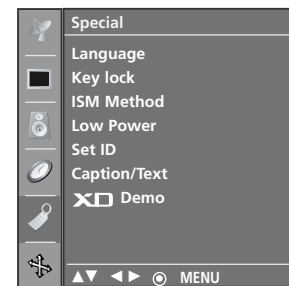 Special
Language
Key lock
ISM Method
Low Power
Set ID
Caption/Text
XD Demo
▲▼ ◄► ⦿ MENU